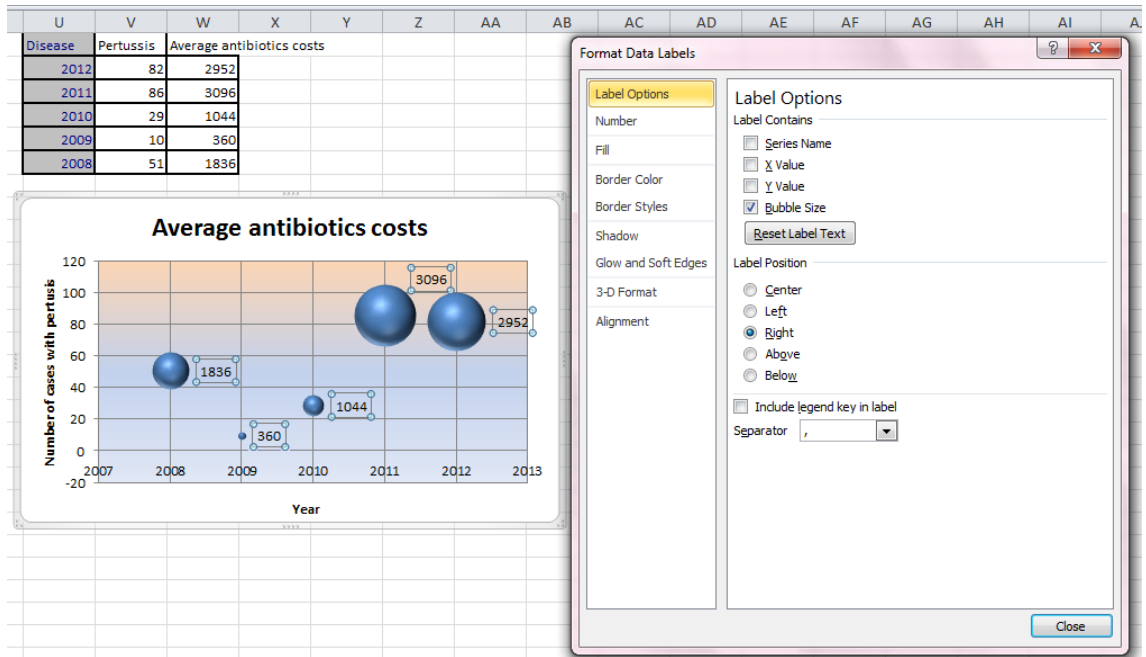 U V W X Y Z AA AB AC AD AE AF AG AH AI
Disease Pertussis Average antibiotics costs
2012 82 2952
2011 86 3096
2010 29 1044
2009 10 360
2008 51 1836
Average antibiotics costs
Number of cases with pertusis
120
100
80
60
40
20
0
-20
3096
2952
1836
1044
360
2007 2008 2009 2010 2011 2012 2013
Year
Format Data Labels
?
X
Label Options
Number
Fill
Border Color
Border Styles
Shadow
Glow and Soft Edges
3-D Format
Alignment
Label Options
Label Contains
Series Name
X Value
Y Value
Bubble Size
Reset Label Text
Label Position
Center
Left
Right
Above
Below
Include legend key in label
Separator ,
Close